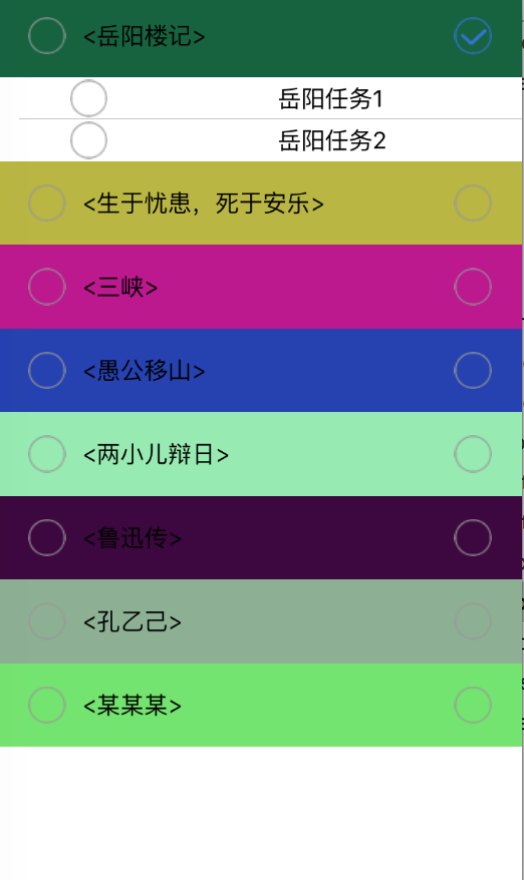 <岳阳楼记>
岳阳任务1
岳阳任务2
<生于忧患，死于安乐>
<三峡>
<愚公移山>
<两小儿辩日>
<鲁迅传>
<孔乙己>
<某某某>